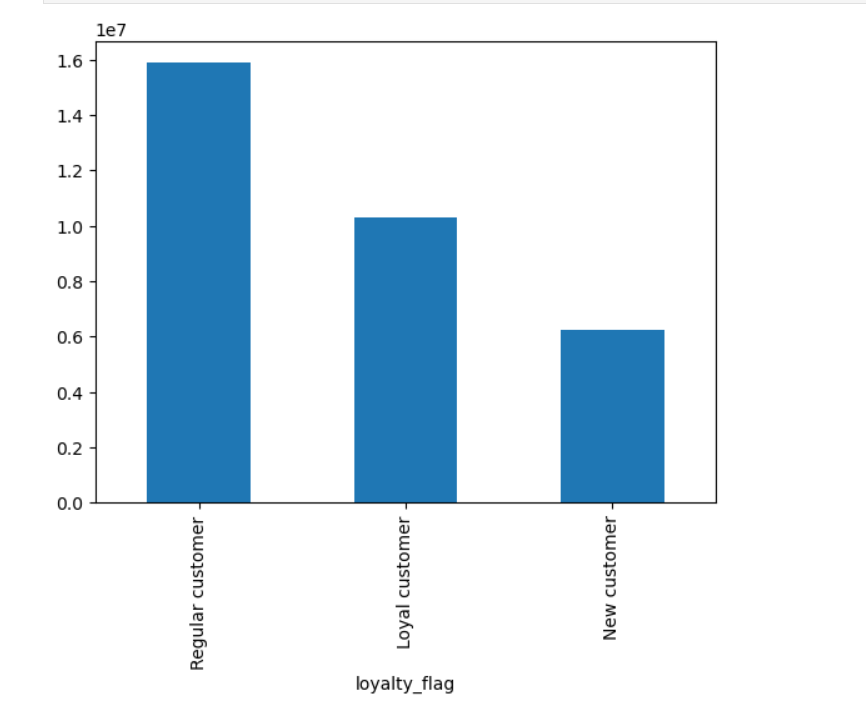 1e7
1.6
1.4
1.2
1.0
0.8
0.6
0.4
0.2
0.0
Regular customer
Loyal customer
New customer
loyalty_flag